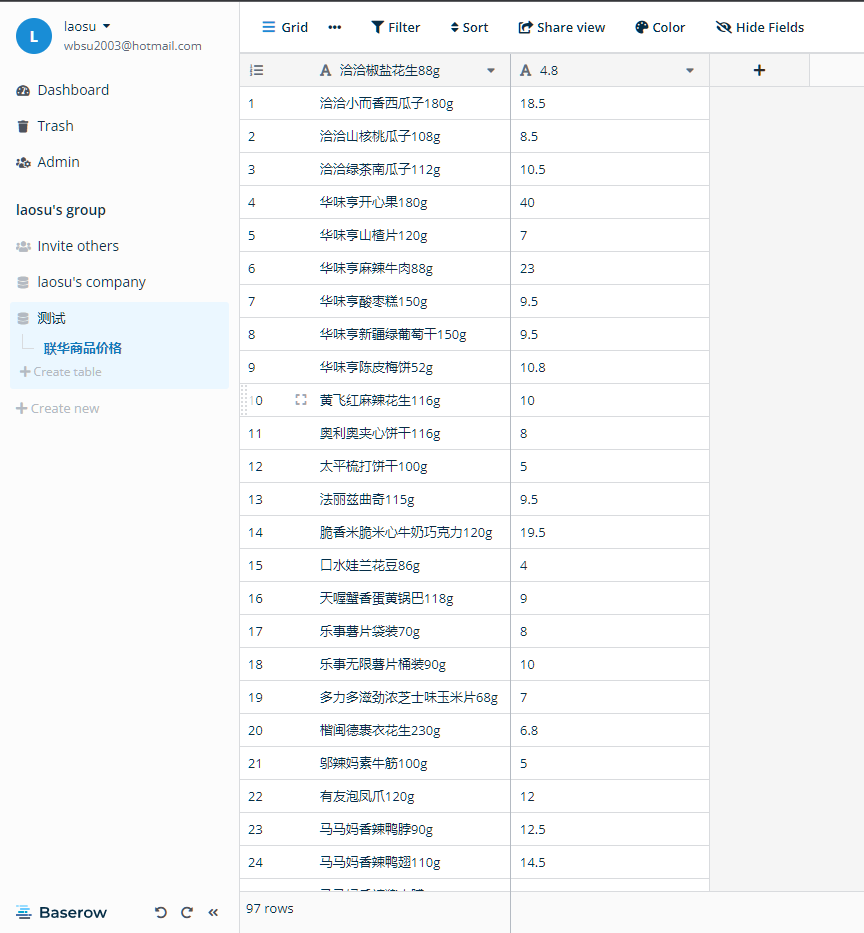 L
laosu
wbsu2003@hotmail.com
Dashboard
Trash
Admin
laosu's group
Invite others
laosu's company
测试
联华商品价格
Create table
Create new
Baserow
Grid Filter Sort Share view Color Hide Fields
洽洽椒盐花生88g 4.8
1 洽洽小而香西瓜子180g 18.5
2 洽洽山核桃瓜子108g 8.5
3 洽洽绿茶南瓜子112g 10.5
4 华味亨开心果180g 40
5 华味亨山楂片120g 7
6 华味亨麻辣牛肉88g 23
7 华味亨酸枣糕150g 9.5
8 华味亨新疆绿葡萄干150g 9.5
9 华味亨陈皮梅饼52g 10.8
10 黄飞红麻辣花生116g 10
11 奥利奥夹心饼干116g 8
12 太平梳打饼干100g 5
13 法丽兹曲奇115g 9.5
14 脆香米脆米心牛奶巧克力120g 19.5
15 口水娃兰花豆86g 4
16 天喔蟹香蛋黄锅巴118g 9
17 乐事薯片袋装70g 8
18 乐事无限薯片桶装90g 10
19 多力多滋劲浓芝士味玉米片68g 7
20 楷闽德裹衣花生230g 6.8
21 邬辣妈素牛筋100g 5
22 有友泡凤爪120g 12
23 马马妈香辣鸭脖90g 12.5
24 马马妈香辣鸭翅110g 14.5
97 rows